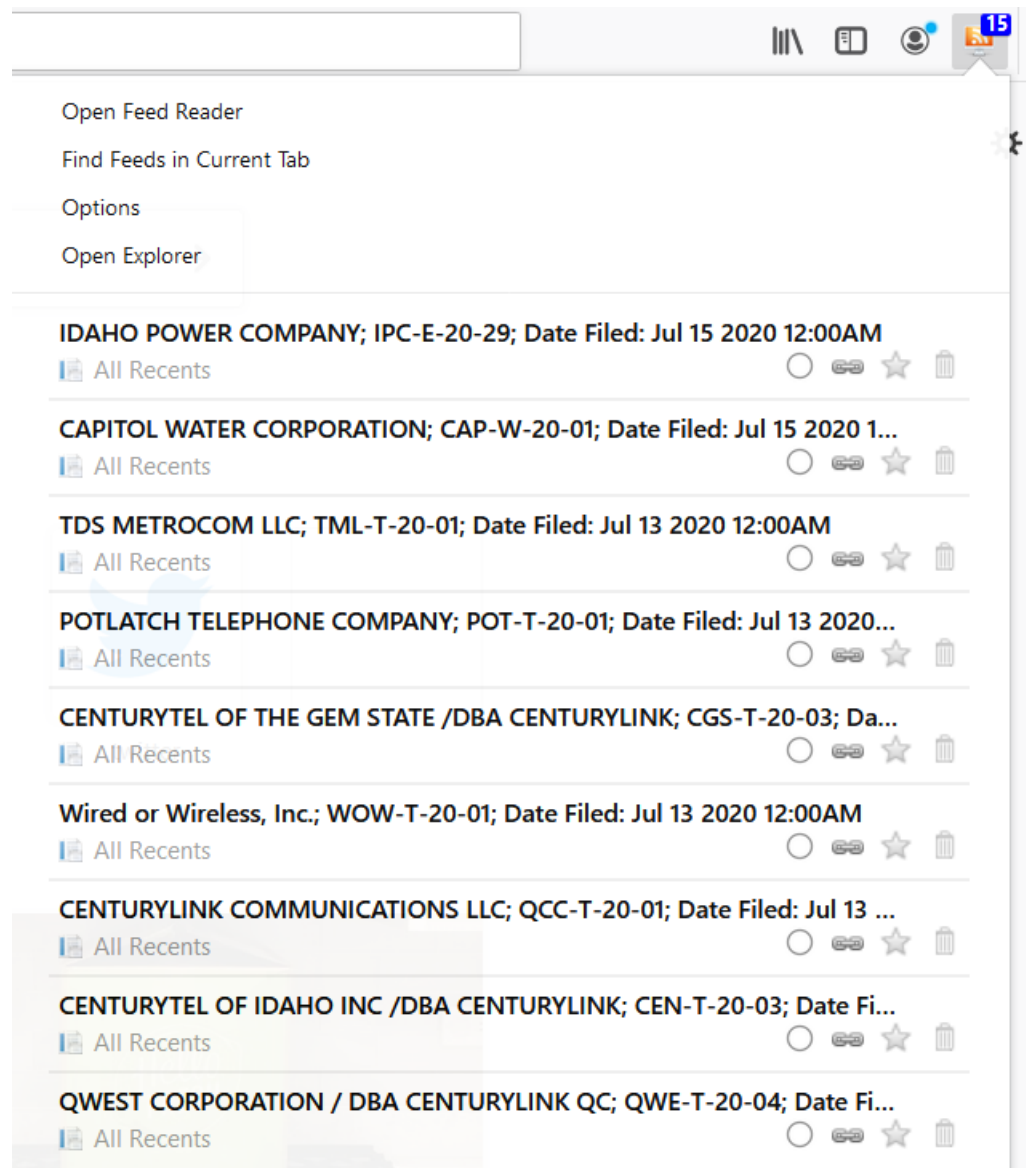 15
Open Feed Reader
Find Feeds in Current Tab
Options
Open Explorer
IDAHO POWER COMPANY; IPC-E-20-29; Date Filed: Jul 15 2020 12:00AM
All Recents
CAPITOL WATER CORPORATION; CAP-W-20-01; Date Filed: Jul 15 2020 1...
All Recents
TDS METROCOM LLC; TML-T-20-01; Date Filed: Jul 13 2020 12:00AM
All Recents
POTLATCH TELEPHONE COMPANY; POT-T-20-01; Date Filed: Jul 13 2020...
All Recents
CENTURYTEL OF THE GEM STATE /DBA CENTURYLINK; CGS-T-20-03; Da...
All Recents
Wired or Wireless, Inc.; WOW-T-20-01; Date Filed: Jul 13 2020 12:00AM
All Recents
CENTURYLINK COMMUNICATIONS LLC; QCC-T-20-01; Date Filed: Jul 13 ...
All Recents
CENTURYTEL OF IDAHO INC /DBA CENTURYLINK; CEN-T-20-03; Date Fi...
All Recents
QWEST CORPORATION / DBA CENTURYLINK QC; QWE-T-20-04; Date Fi...
All Recents